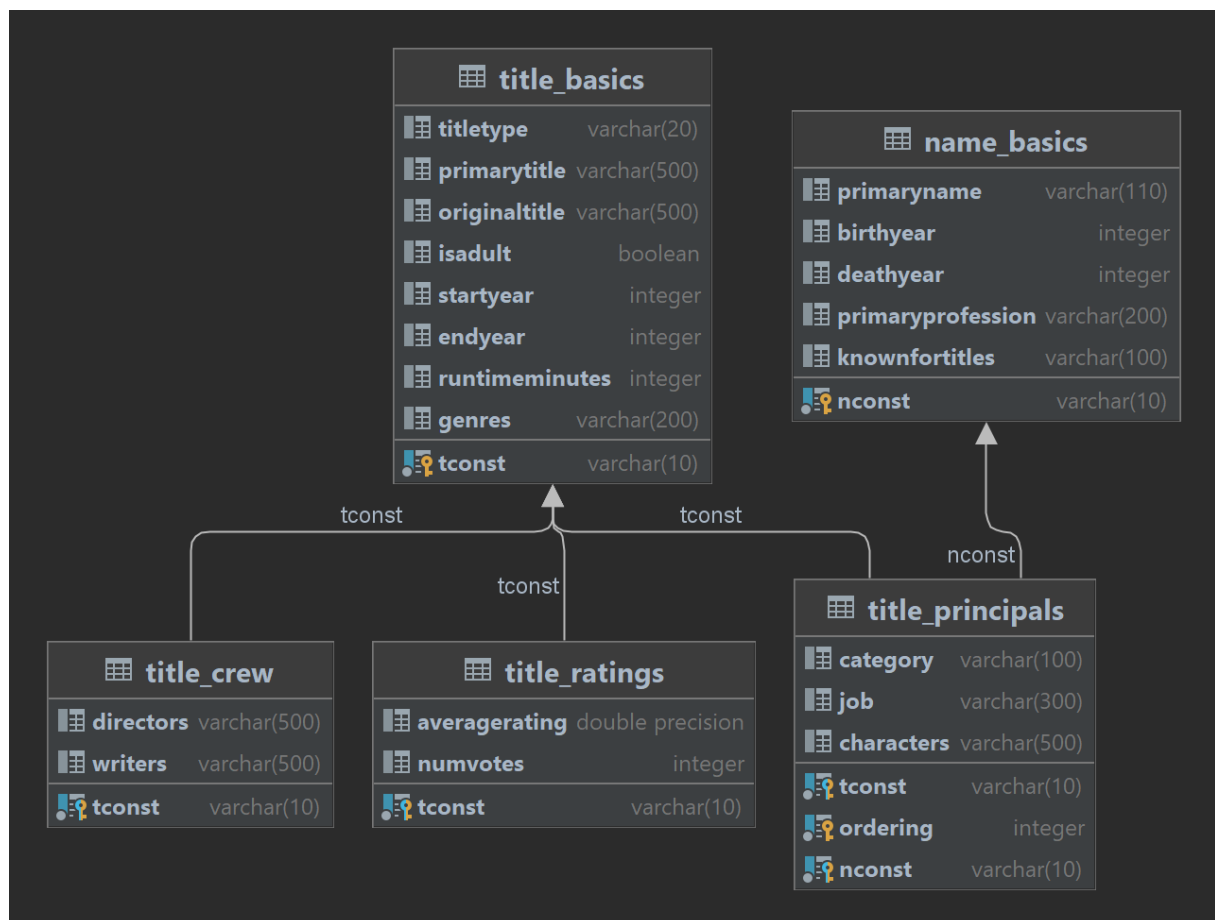 title_basics
titletype varchar(20)
primarytitle varchar(500)
originaltitle varchar(500)
isadult boolean
startyear integer
endyear integer
runtimeminutes integer
genres varchar(200)
tconst varchar(10)
name_basics
primaryname varchar(110)
birthyear integer
deathyear integer
primaryprofession varchar(200)
knownfortitles varchar(100)
nconst varchar(10)
tconst
tconst
tconst
nconst
title_crew
directors varchar(500)
writers varchar(500)
tconst varchar(10)
title_ratings
averagerating double precision
numvotes integer
tconst varchar(10)
title_principals
category varchar(100)
job varchar(300)
characters varchar(500)
tconst varchar(10)
ordering integer
nconst varchar(10)